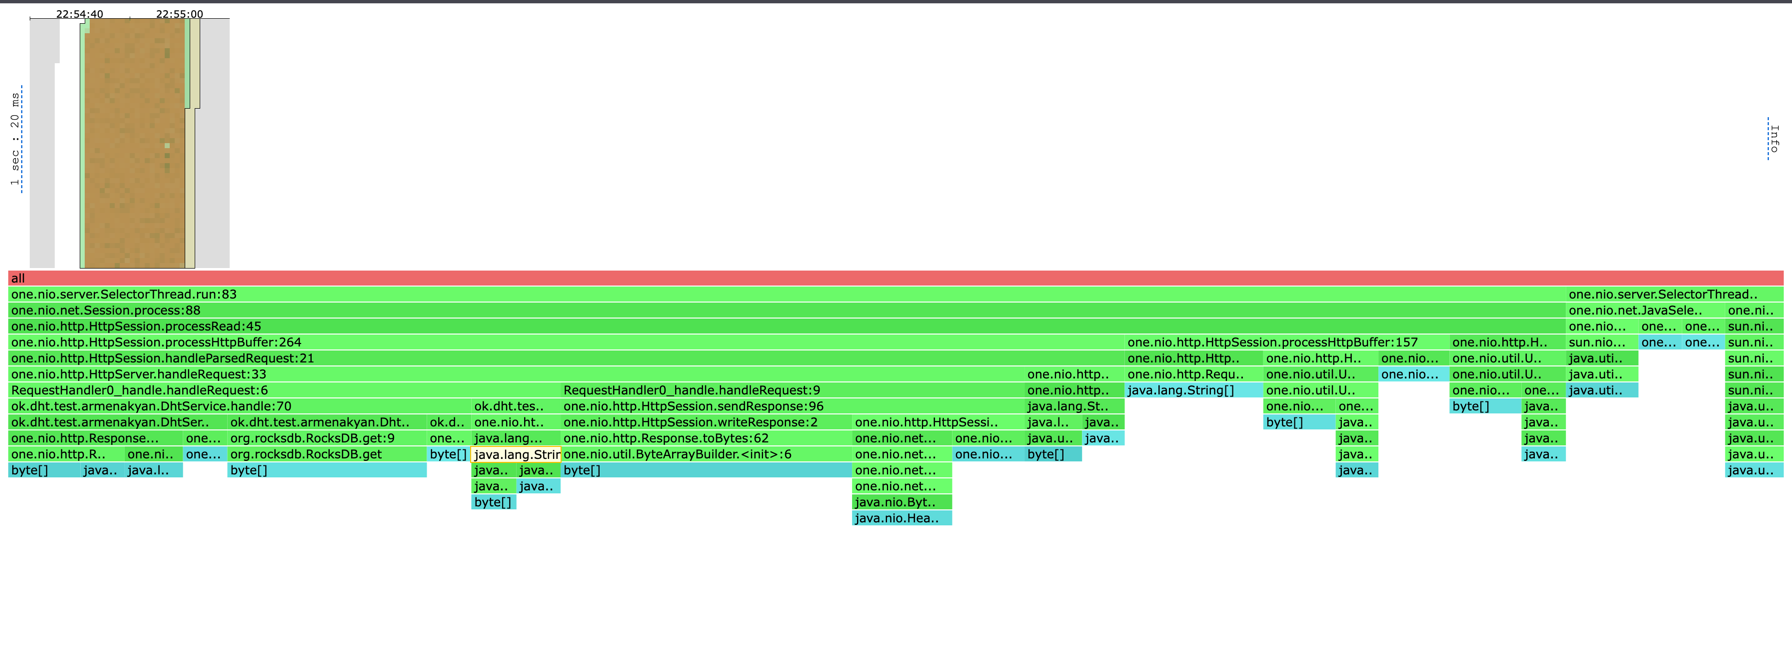 22:54:40 22:55:00
1 sec : 20 ms
Info
all
one.nio.server.SelectorThread.run:83 one.nio.server.SelectorThread..
one.nio.net.Session.process:88 one.nio.net.JavaSele.. one.ni..
one.nio.http.HttpSession.processRead:45 one.nio... one... one... sun.ni..
one.nio.http.HttpSession.processHttpBuffer:264 one.nio.http.HttpSession.processHttpBuffer:157 one.nio.http.H.. sun.nio... one... one... sun.ni..
one.nio.http.HttpSession.handleParsedRequest:21 one.nio.http.Http.. one.nio.http.H.. one.nio... one.nio.util.U.. java.uti.. sun.ni..
one.nio.http.HttpServer.handleRequest:33 one.nio.http.. one.nio.http.Requ.. one.nio.util.U.. one.nio... one.nio.util.U.. java.uti.. sun.ni..
RequestHandler0_handle.handleRequest:6 RequestHandler0_handle.handleRequest:9 one.nio.http.. java.lang.String[] one.nio.util.U.. one.nio... one... java.uti.. sun.ni..
ok.dht.test.armenakyan.DhtService.handle:70 ok.dht.tes.. one.nio.http.HttpSession.sendResponse:96 java.lang.St.. one.nio... one... byte[] java.. java.u..
ok.dht.test.armenakyan.DhtSer.. ok.dht.test.armenakyan.Dht.. ok.d.. one.nio.ht.. one.nio.http.HttpSession.writeResponse:2 one.nio.http.HttpSessi.. java.l.. java.. byte[] java.. java.. java.u..
one.nio.http.Response... one... org.rocksdb.RocksDB.get:9 one... java.lang... one.nio.http.Response.toBytes:62 one.nio.net... one.nio... java.u.. java.. java.. java.. java.u..
one.nio.http.R.. one.ni.. one... org.rocksdb.RocksDB.get byte[] java.lang.Strin one.nio.util.ByteArrayBuilder.<init>:6 one.nio.net... one.nio... byte[] java.. java.. java.u..
byte[] java.. java.l.. byte[] java.. java.. byte[] one.nio.net... java.. java.u..
java.. java.. one.nio.net...
byte[] java.nio.Byt..
java.nio.Hea..